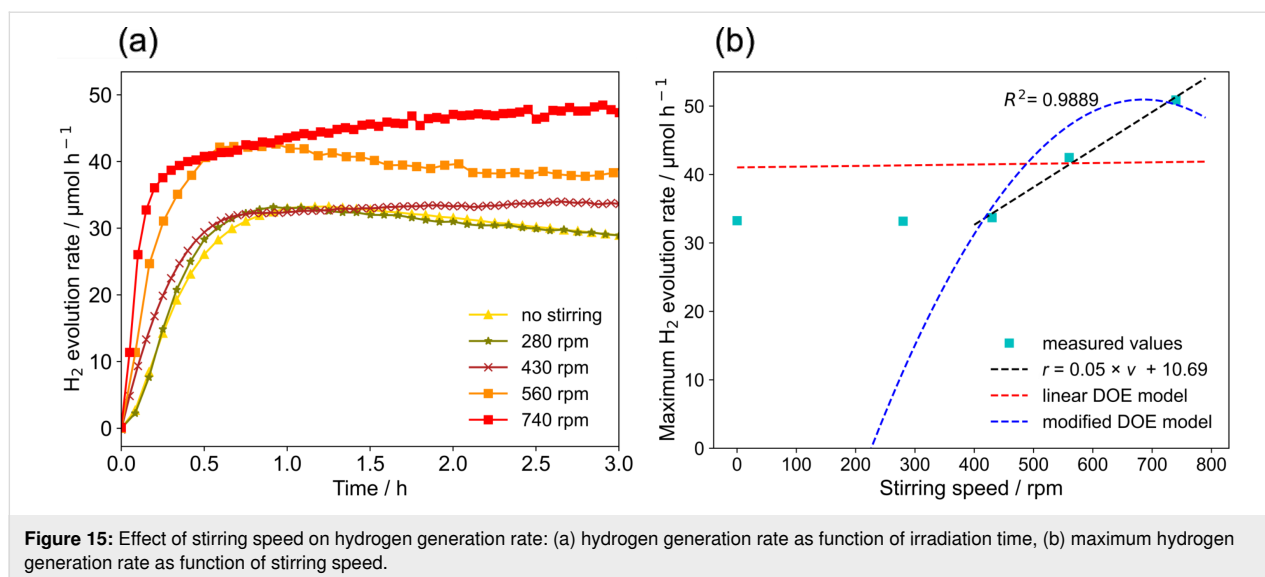 (a)
H₂ evolution rate / µmol h⁻¹
50
40
30
20
10
0
no stirring
280 rpm
430 rpm
560 rpm
740 rpm
0.0 0.5 1.0 1.5 2.0 2.5 3.0
Time / h
(b)
Maximum H₂ evolution rate / µmol h⁻¹
50
40
30
20
10
0
R²= 0.9889
measured values
r = 0.05 × v + 10.69
linear DOE model
modified DOE model
0 100 200 300 400 500 600 700 800
Stirring speed / rpm
Figure 15: Effect of stirring speed on hydrogen generation rate: (a) hydrogen generation rate as function of irradiation time, (b) maximum hydrogen
generation rate as function of stirring speed.